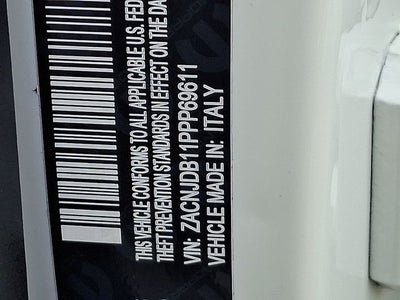 THIS VEHICLE CONFORMS TO ALL APPLICABLE U.S. FED
THEFT PREVENTION STANDARDS IN EFFECT ON THE DA
VIN: ZACNJDB11PPP69611
VEHICLE MADE IN: ITALY